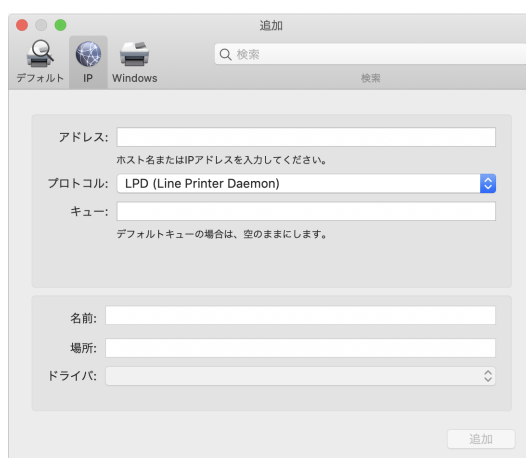 追加
検索
デフォルト IP Windows 検索
アドレス:
ホスト名またはIPアドレスを入力してください。
プロトコル: LPD (Line Printer Daemon)
キュー:
デフォルトキューの場合は、空のままにします。
名前:
場所:
ドライバ:
追加